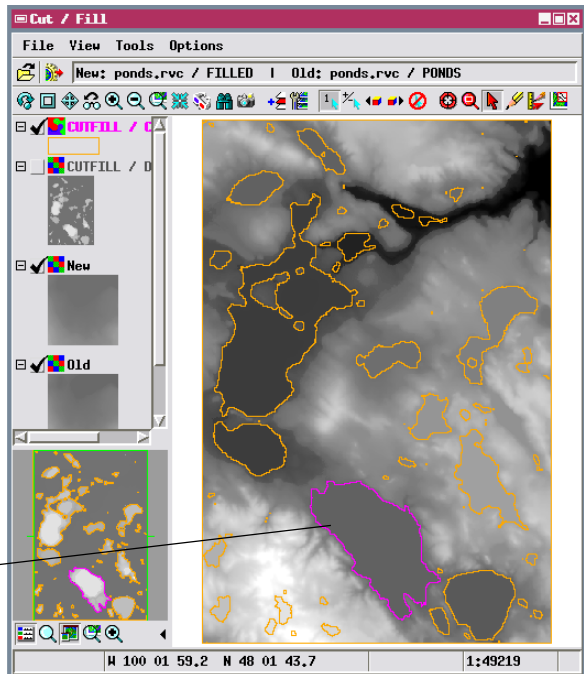 Cut / Fill
File View Tools Options
New: ponds.rvc / FILLED | Old: ponds.rvc / PONDS
CUTFILL / C
CUTFILL / D
New
Old
W 100 01 59.2 N 48 01 43.7
1:49219